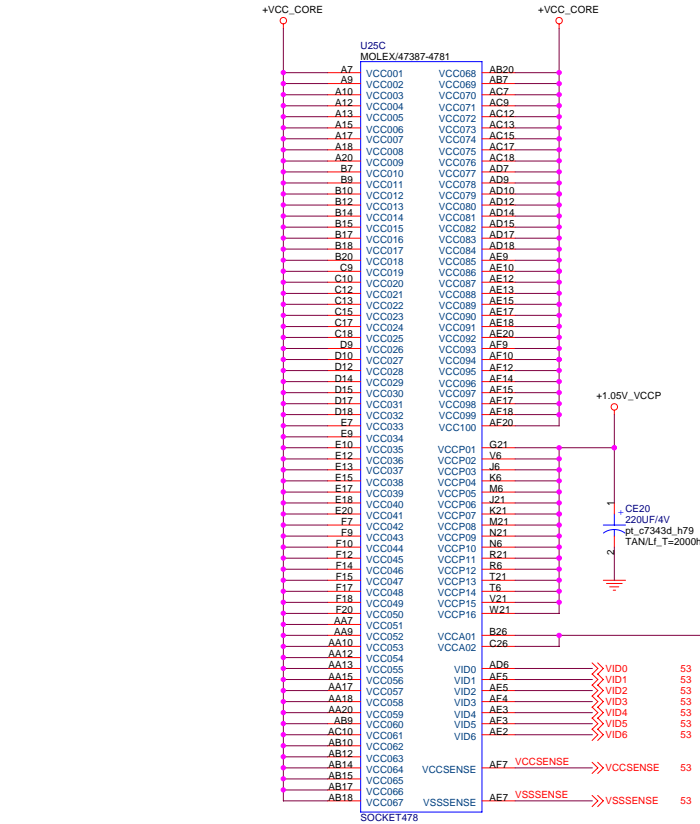 +VCC_CORE +VCC_CORE
U25C
MOLEX/47387-4781
A7 VCC001 VCC068 AB20
A9 VCC002 VCC069 AB7
A10 VCC003 VCC070 AC7
A12 VCC004 VCC071 AC9
A13 VCC005 VCC072 AC12
A15 VCC006 VCC073 AC13
A17 VCC007 VCC074 AC15
A18 VCC008 VCC075 AC17
A20 VCC009 VCC076 AC18
B7 VCC010 VCC077 AD7
B9 VCC011 VCC078 AD9
B10 VCC012 VCC079 AD10
B12 VCC013 VCC080 AD12
B14 VCC014 VCC081 AD14
B15 VCC015 VCC082 AD15
B17 VCC016 VCC083 AD17
B18 VCC017 VCC084 AD18
B20 VCC018 VCC085 AE9
C9 VCC019 VCC086 AE10
C10 VCC020 VCC087 AE12
C12 VCC021 VCC088 AE13
C13 VCC022 VCC089 AE15
C15 VCC023 VCC090 AE17
C17 VCC024 VCC091 AE18
C18 VCC025 VCC092 AE20
D9 VCC026 VCC093 AF9
D10 VCC027 VCC094 AF10
D12 VCC028 VCC095 AF12
D14 VCC029 VCC096 AF14
D15 VCC030 VCC097 AF15
D17 VCC031 VCC098 AF17
D18 VCC032 VCC099 AF18
E7 VCC033 VCC100 AF20
E9 VCC034
E10 VCC035 VCCP01 G21
E12 VCC036 VCCP02 V6
E13 VCC037 VCCP03 J6
E15 VCC038 VCCP04 K6
E17 VCC039 VCCP05 M6
E18 VCC040 VCCP06 J21
E20 VCC041 VCCP07 K21
F7 VCC042 VCCP08 M21
F9 VCC043 VCCP09 N21
F10 VCC044 VCCP10 N6
F12 VCC045 VCCP11 R21
F14 VCC046 VCCP12 R6
F15 VCC047 VCCP13 T21
F17 VCC048 VCCP14 T6
F18 VCC049 VCCP15 V21
F20 VCC050 VCCP16 W21
AA7 VCC051
AA9 VCC052 VCCA01 B26
AA10 VCC053 VCCA02 C26
AA12 VCC054
AA13 VCC055 VID0 AD6 VID0 53
AA15 VCC056 VID1 AF5 VID1 53
AA17 VCC057 VID2 AE5 VID2 53
AA18 VCC058 VID3 AF4 VID3 53
AA20 VCC059 VID4 AE3 VID4 53
AB9 VCC060 VID5 AF3 VID5 53
AC10 VCC061 VID6 AE2 VID6 53
AB10 VCC062
AB12 VCC063
AB14 VCC064 VCCSENSE AF7 VCCSENSE VCCSENSE 53
AB15 VCC065
AB17 VCC066
AB18 VCC067 VSSSENSE AE7 VSSSENSE VSSSENSE 53
SOCKET478
+1.05V_VCCP
1
+ CE20
220UF/4V
pt_c7343d_h79
TAN/Lf_T=2000h
2